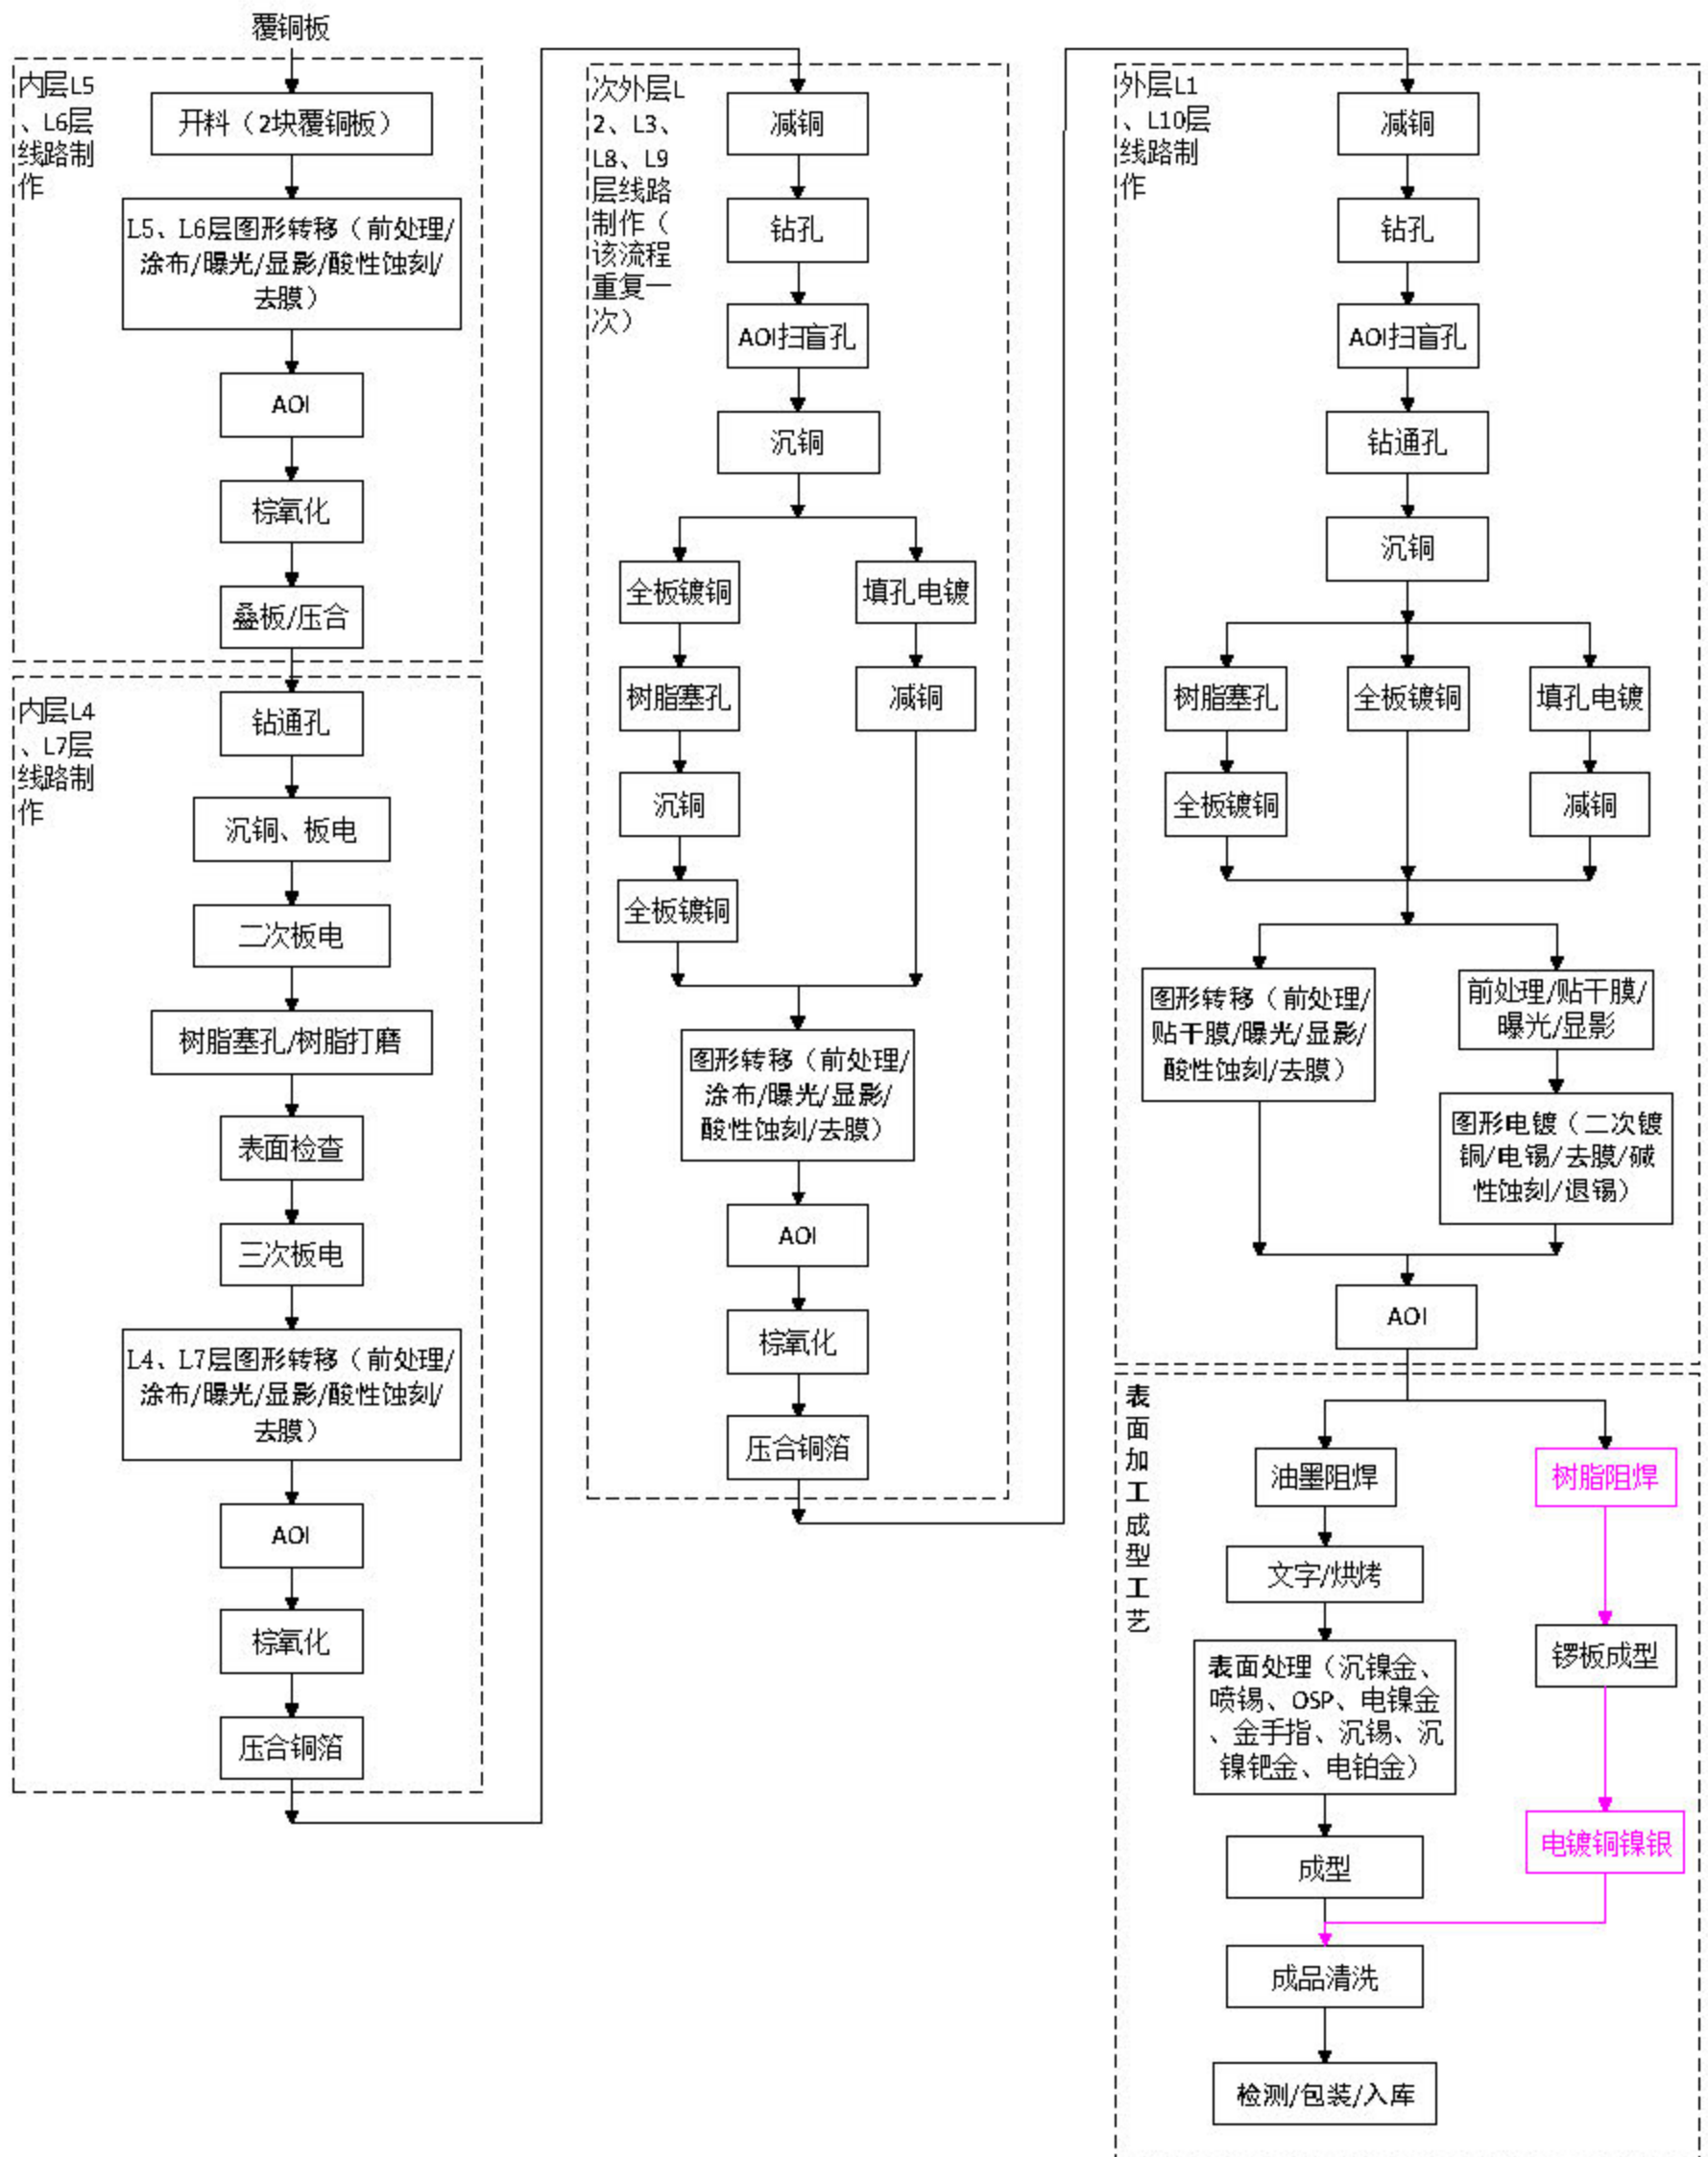 覆铜板
内层L5
、L6层
线路制
作
开料（2块覆铜板）
L5、L6层图形转移（前处理/
涂布/曝光/显影/酸性蚀刻/
去膜）
AOI
棕氧化
叠板/压合
内层L4
、L7层
线路制
作
钻通孔
沉铜、板电
二次板电
树脂塞孔/树脂打磨
表面检查
三次板电
L4、L7层图形转移（前处理/
涂布/曝光/显影/酸性蚀刻/
去膜）
AOI
棕氧化
压合铜箔
次外层L
2、L3、
L8、L9
层线路
制作（
该流程
重复一
次）
减铜
钻孔
AOI扫盲孔
沉铜
全板镀铜
填孔电镀
树脂塞孔
减铜
沉铜
全板镀铜
图形转移（前处理/
涂布/曝光/显影/
酸性蚀刻/去膜）
AOI
棕氧化
压合铜箔
外层L1
、L10层
线路制
作
减铜
钻孔
AOI扫盲孔
钻通孔
沉铜
树脂塞孔
全板镀铜
填孔电镀
全板镀铜
减铜
图形转移（前处理/
贴干膜/曝光/显影/
酸性蚀刻/去膜）
前处理/贴干膜/
曝光/显影
图形电镀（二次镀
铜/电锡/去膜/碱
性蚀刻/退锡）
AOI
表
面
加
工
成
型
工
艺
油墨阻焊
树脂阻焊
文字/烘烤
锣板成型
表面处理（沉镍金、
喷锡、OSP、电镍金
、金手指、沉锡、沉
镍钯金、电铂金）
电镀铜镍银
成型
成品清洗
检测/包装/入库